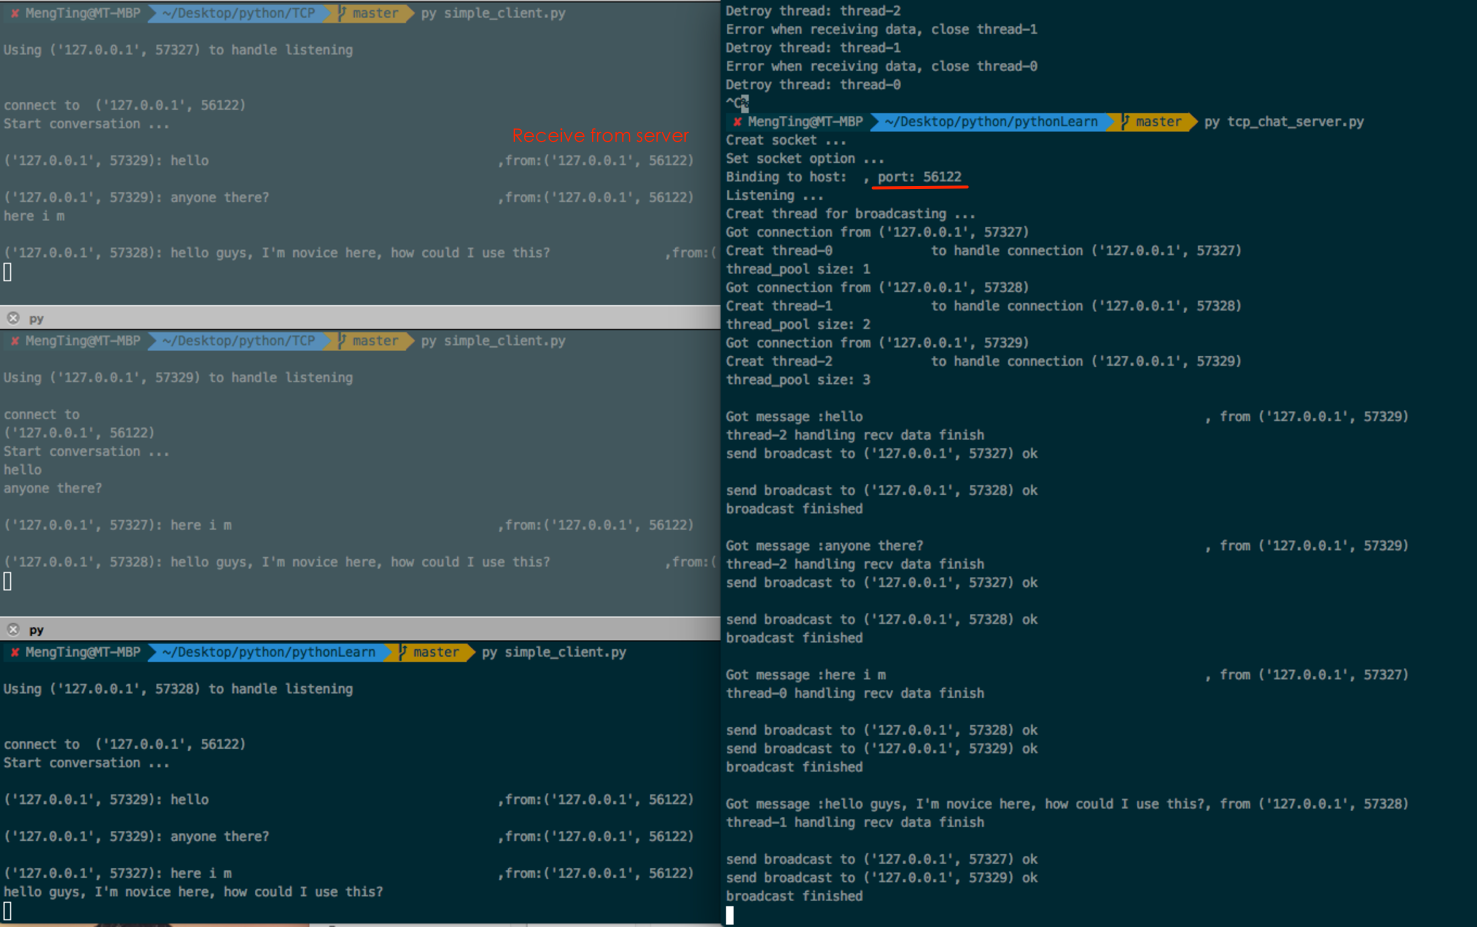 ✘ MengTing@MT-MBP ~/Desktop/python/TCP master py simple_client.py
Using ('127.0.0.1', 57327) to handle listening
connect to ('127.0.0.1', 56122)
Start conversation ...
Receive from server
('127.0.0.1', 57329): hello ,from:('127.0.0.1', 56122)
('127.0.0.1', 57329): anyone there? ,from:('127.0.0.1', 56122)
here i m
('127.0.0.1', 57328): hello guys, I'm novice here, how could I use this? ,from:(
py
✘ MengTing@MT-MBP ~/Desktop/python/TCP master py simple_client.py
Using ('127.0.0.1', 57329) to handle listening
connect to
('127.0.0.1', 56122)
Start conversation ...
hello
anyone there?
('127.0.0.1', 57327): here i m ,from:('127.0.0.1', 56122)
('127.0.0.1', 57328): hello guys, I'm novice here, how could I use this? ,from:(
py
✘ MengTing@MT-MBP ~/Desktop/python/pythonLearn master py simple_client.py
Using ('127.0.0.1', 57328) to handle listening
connect to ('127.0.0.1', 56122)
Start conversation ...
('127.0.0.1', 57329): hello ,from:('127.0.0.1', 56122)
('127.0.0.1', 57329): anyone there? ,from:('127.0.0.1', 56122)
('127.0.0.1', 57327): here i m ,from:('127.0.0.1', 56122)
hello guys, I'm novice here, how could I use this?
Detroy thread: thread-2
Error when receiving data, close thread-1
Detroy thread: thread-1
Error when receiving data, close thread-0
Detroy thread: thread-0
^C%
✘ MengTing@MT-MBP ~/Desktop/python/pythonLearn master py tcp_chat_server.py
Creat socket ...
Set socket option ...
Binding to host: , port: 56122
Listening ...
Creat thread for broadcasting ...
Got connection from ('127.0.0.1', 57327)
Creat thread-0 to handle connection ('127.0.0.1', 57327)
thread_pool size: 1
Got connection from ('127.0.0.1', 57328)
Creat thread-1 to handle connection ('127.0.0.1', 57328)
thread_pool size: 2
Got connection from ('127.0.0.1', 57329)
Creat thread-2 to handle connection ('127.0.0.1', 57329)
thread_pool size: 3
Got message :hello , from ('127.0.0.1', 57329)
thread-2 handling recv data finish
send broadcast to ('127.0.0.1', 57327) ok
send broadcast to ('127.0.0.1', 57328) ok
broadcast finished
Got message :anyone there? , from ('127.0.0.1', 57329)
thread-2 handling recv data finish
send broadcast to ('127.0.0.1', 57327) ok
send broadcast to ('127.0.0.1', 57328) ok
broadcast finished
Got message :here i m , from ('127.0.0.1', 57327)
thread-0 handling recv data finish
send broadcast to ('127.0.0.1', 57328) ok
send broadcast to ('127.0.0.1', 57329) ok
broadcast finished
Got message :hello guys, I'm novice here, how could I use this?, from ('127.0.0.1', 57328)
thread-1 handling recv data finish
send broadcast to ('127.0.0.1', 57327) ok
send broadcast to ('127.0.0.1', 57329) ok
broadcast finished